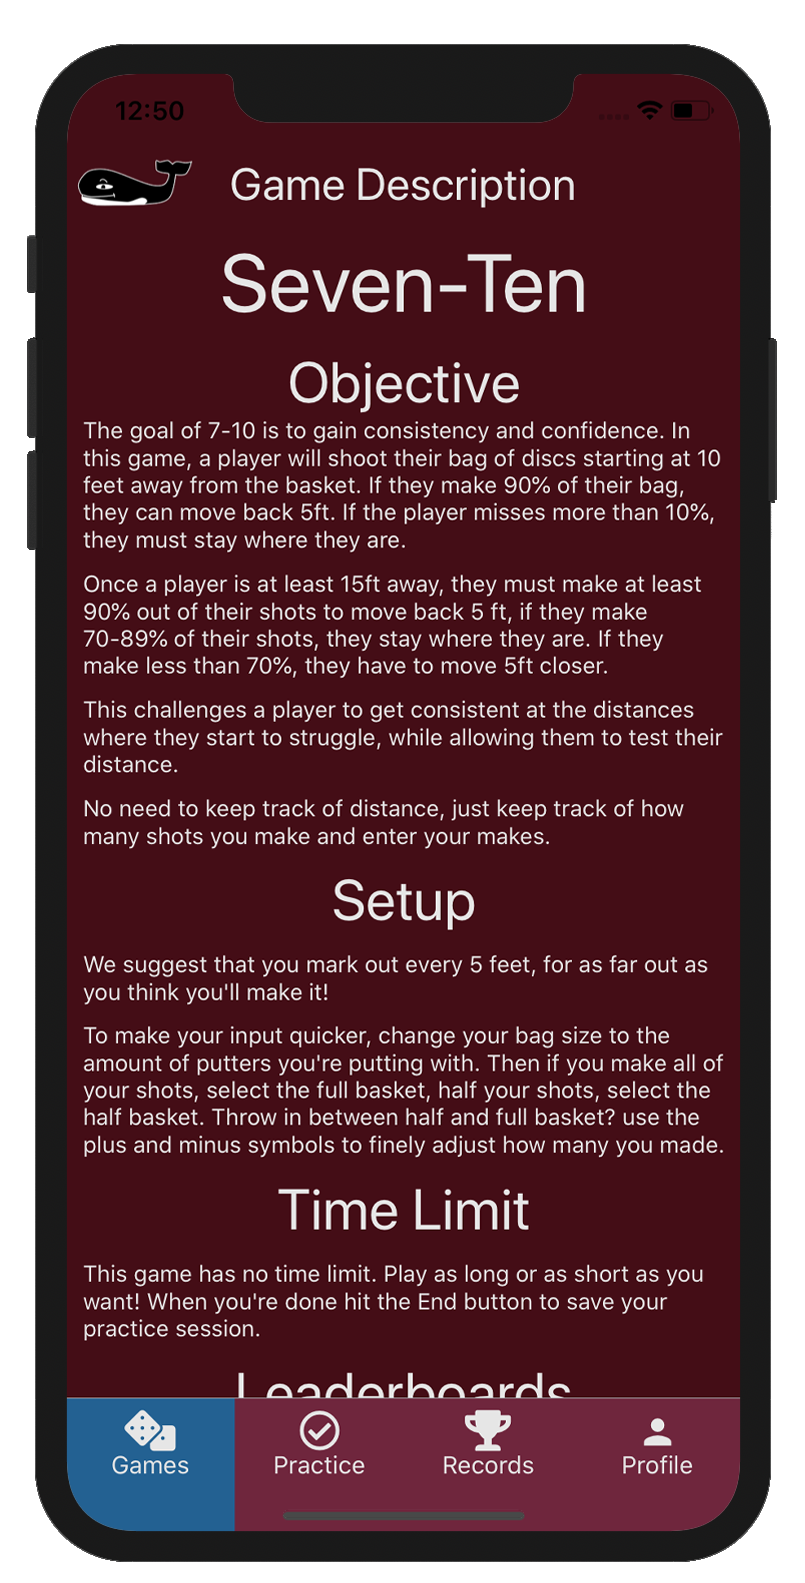 12:50
Game Description
Seven-Ten
Objective
The goal of 7-10 is to gain consistency and confidence. In
this game, a player will shoot their bag of discs starting at 10
feet away from the basket. If they make 90% of their bag,
they can move back 5ft. If the player misses more than 10%,
they must stay where they are.
Once a player is at least 15ft away, they must make at least
90% out of their shots to move back 5 ft, if they make
70-89% of their shots, they stay where they are. If they
make less than 70%, they have to move 5ft closer.
This challenges a player to get consistent at the distances
where they start to struggle, while allowing them to test their
distance.
No need to keep track of distance, just keep track of how
many shots you make and enter your makes.
Setup
We suggest that you mark out every 5 feet, for as far out as
you think you'll make it!
To make your input quicker, change your bag size to the
amount of putters you're putting with. Then if you make all of
your shots, select the full basket, half your shots, select the
half basket. Throw in between half and full basket? use the
plus and minus symbols to finely adjust how many you made.
Time Limit
This game has no time limit. Play as long or as short as you
want! When you're done hit the End button to save your
practice session.
Leaderboards
Games
Practice
Records
Profile